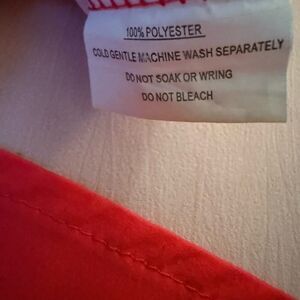 100% POLYESTER
COLD GENTLE MACHINE WASH SEPARATELY
DO NOT SOAK OR WRING
DO NOT BLEACH